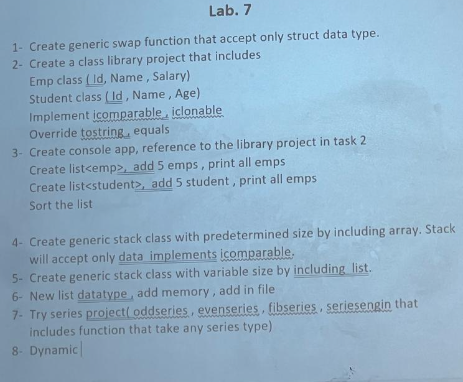 Lab. 7
1- Create generic swap function that accept only struct data type.
2- Create a class library project that includes
Emp class ( Id, Name , Salary)
Student class ( Id , Name , Age)
Implement icomparable , iclonable
Override tostring , equals
3- Create console app, reference to the library project in task 2
Create list<emp>, add 5 emps , print all emps
Create list<student>, add 5 student , print all emps
Sort the list
4- Create generic stack class with predetermined size by including array. Stack
will accept only data implements icomparable.
5- Create generic stack class with variable size by including list.
6- New list datatype , add memory , add in file
7- Try series project( oddseries , evenseries , fibseries , seriesengin that
includes function that take any series type)
8- Dynamic